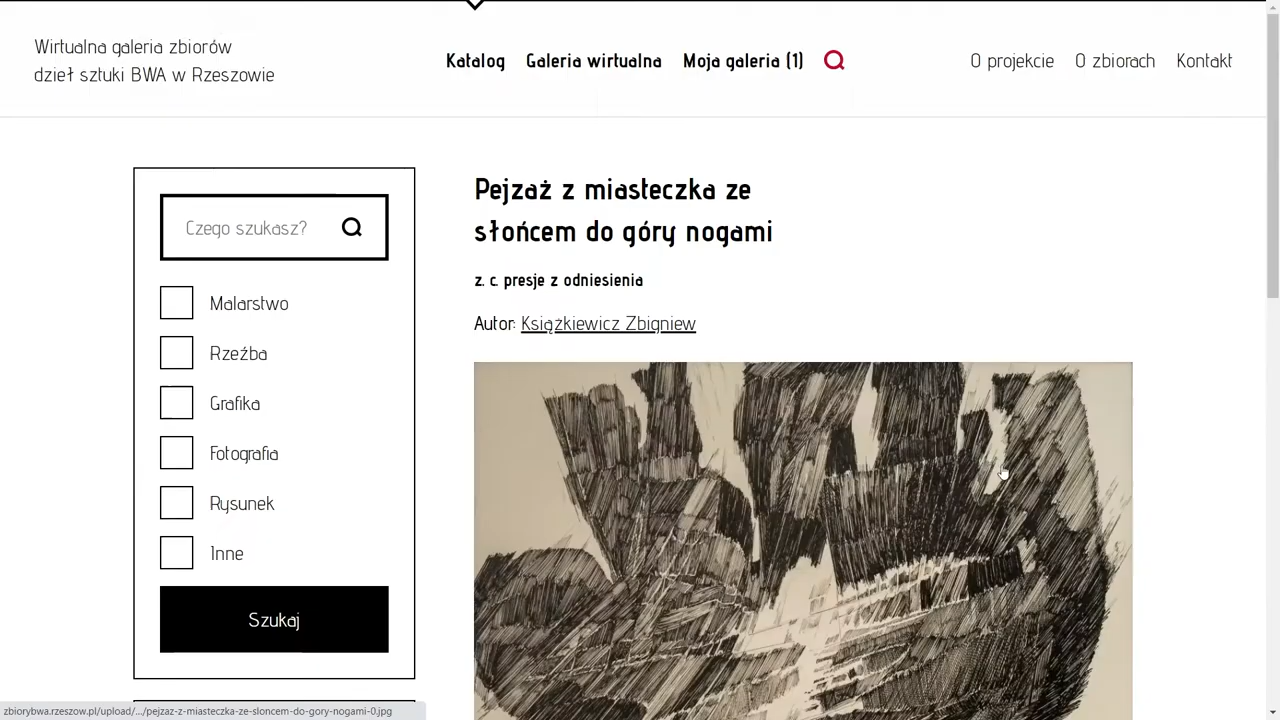 Wirtualna galeria zbiorów
dzieł sztuki BWA w Rzeszowie
Katalog Galeria wirtualna Moja galeria (1)
O projekcie O zbiorach Kontakt
Czego szukasz?
Malarstwo
Rzeźba
Grafika
Fotografia
Rysunek
Inne
Szukaj
Pejzaż z miasteczka ze
słońcem do góry nogami
z. c. presje z odniesienia
Autor: Książkiewicz Zbigniew
zbiorybwa.rzeszow.pl/upload/.../pejzaz-z-miasteczka-ze-sloncem-do-gory-nogami-0.jpg